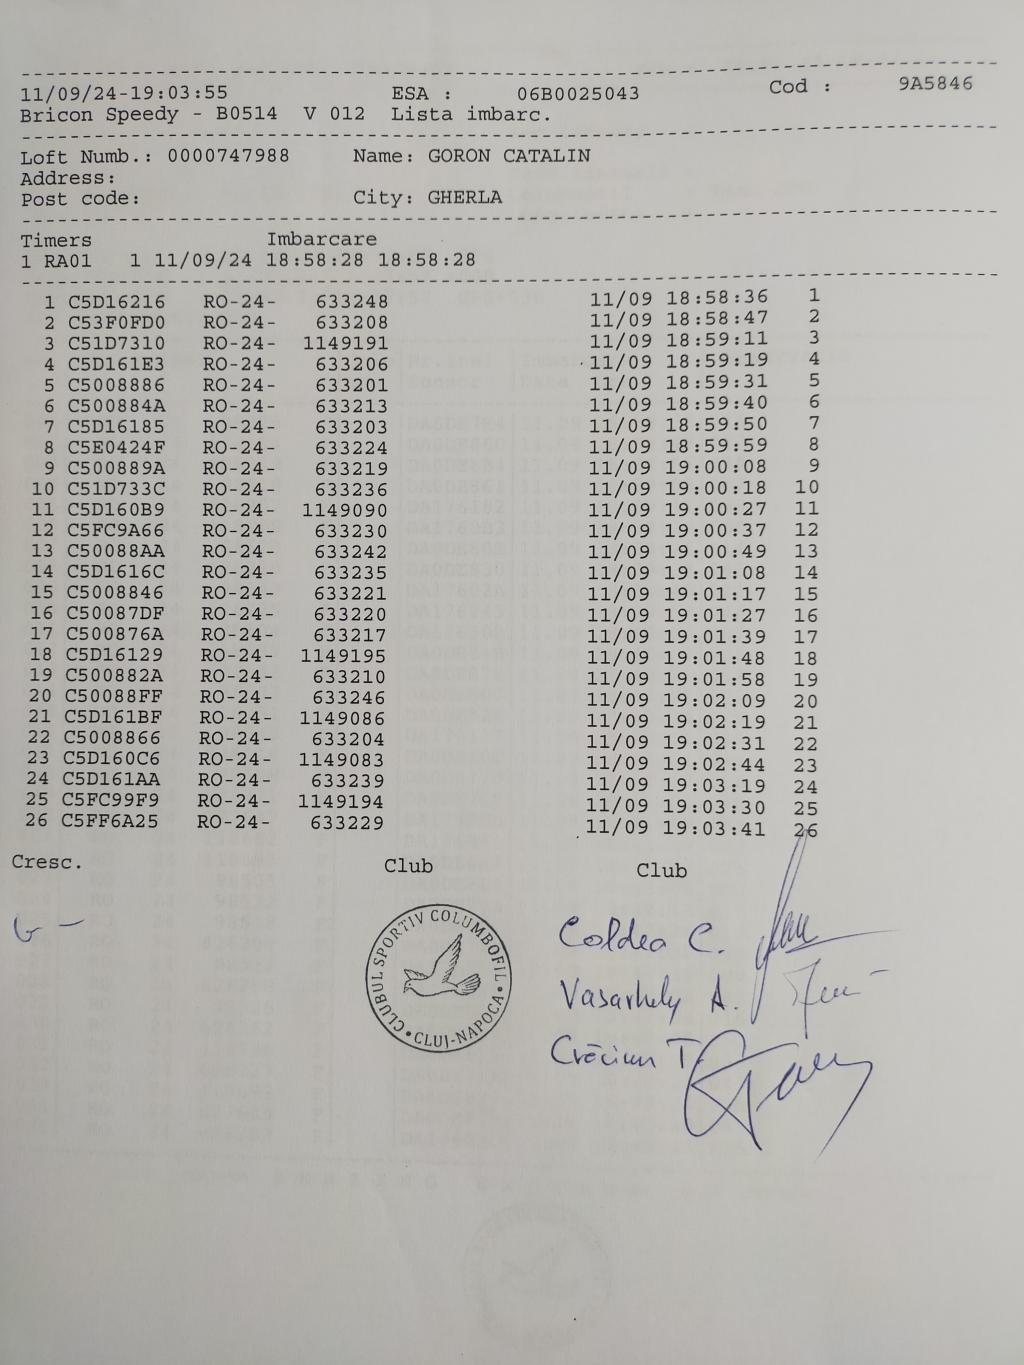 11/09/24-19:03:55 ESA : 06B0025043 Cod : 9A5846
Bricon Speedy - B0514 V 012 Lista imbarc.
Loft Numb.: 0000747988 Name: GORON CATALIN
Address:
Post code: City: GHERLA
Timers Imbarcare
1 RA01 1 11/09/24 18:58:28 18:58:28
1 C5D16216 RO-24- 633248 11/09 18:58:36 1
2 C53F0FD0 RO-24- 633208 11/09 18:58:47 2
3 C51D7310 RO-24- 1149191 11/09 18:59:11 3
4 C5D161E3 RO-24- 633206 11/09 18:59:19 4
5 C5008886 RO-24- 633201 11/09 18:59:31 5
6 C500884A RO-24- 633213 11/09 18:59:40 6
7 C5D16185 RO-24- 633203 11/09 18:59:50 7
8 C5E0424F RO-24- 633224 11/09 18:59:59 8
9 C500889A RO-24- 633219 11/09 19:00:08 9
10 C51D733C RO-24- 633236 11/09 19:00:18 10
11 C5D160B9 RO-24- 1149090 11/09 19:00:27 11
12 C5FC9A66 RO-24- 633230 11/09 19:00:37 12
13 C50088AA RO-24- 633242 11/09 19:00:49 13
14 C5D1616C RO-24- 633235 11/09 19:01:08 14
15 C5008846 RO-24- 633221 11/09 19:01:17 15
16 C50087DF RO-24- 633220 11/09 19:01:27 16
17 C500876A RO-24- 633217 11/09 19:01:39 17
18 C5D16129 RO-24- 1149195 11/09 19:01:48 18
19 C500882A RO-24- 633210 11/09 19:01:58 19
20 C50088FF RO-24- 633246 11/09 19:02:09 20
21 C5D161BF RO-24- 1149086 11/09 19:02:19 21
22 C5008866 RO-24- 633204 11/09 19:02:31 22
23 C5D160C6 RO-24- 1149083 11/09 19:02:44 23
24 C5D161AA RO-24- 633239 11/09 19:03:19 24
25 C5FC99F9 RO-24- 1149194 11/09 19:03:30 25
26 C5FF6A25 RO-24- 633229 11/09 19:03:41 26
Cresc. Club Club
CLUBUL SPORTIV COLUMBOFIL
• CLUJ-NAPOCA •
Coldea C.
Vasarhely A.
Crăciun T.